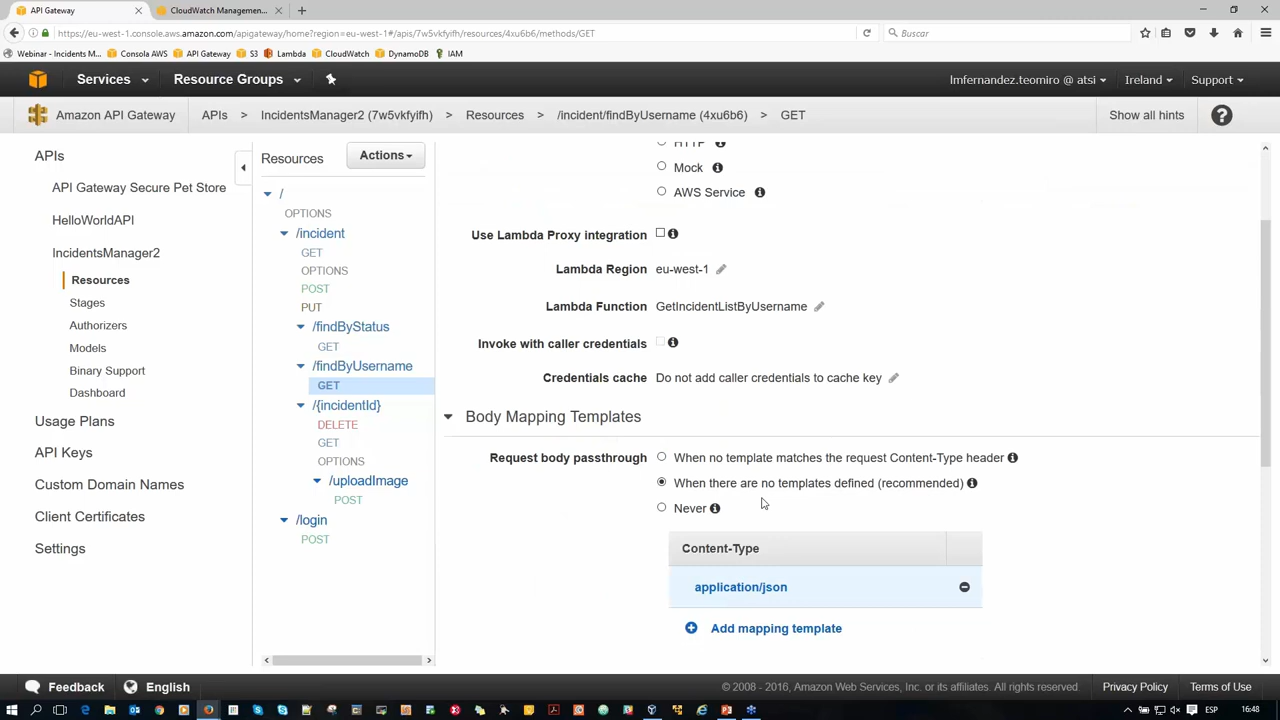 API Gateway
CloudWatch Managemen...
https://eu-west-1.console.aws.amazon.com/apigateway/home?region=eu-west-1#/apis/7w5vkfyifh/resources/4xu6b6/methods/GET
Buscar
Webinar - Incidents M... Consola AWS API Gateway S3 Lambda CloudWatch DynamoDB IAM
Services Resource Groups lmfernandez.teomiro @ atsi Ireland Support
Amazon API Gateway APIs > IncidentsManager2 (7w5vkfyifh) > Resources > /incident/findByUsername (4xu6b6) > GET Show all hints ?
APIs
API Gateway Secure Pet Store
HelloWorldAPI
IncidentsManager2
Resources
Stages
Authorizers
Models
Binary Support
Dashboard
Usage Plans
API Keys
Custom Domain Names
Client Certificates
Settings
Resources Actions
/
OPTIONS
/incident
GET
OPTIONS
POST
PUT
/findByStatus
GET
/findByUsername
GET
/{incidentId}
DELETE
GET
OPTIONS
/uploadImage
POST
/login
POST
HTTP
Mock
AWS Service
Use Lambda Proxy integration
Lambda Region eu-west-1
Lambda Function GetIncidentListByUsername
Invoke with caller credentials
Credentials cache Do not add caller credentials to cache key
Body Mapping Templates
Request body passthrough When no template matches the request Content-Type header
When there are no templates defined (recommended)
Never
Content-Type
application/json
Add mapping template
Feedback English © 2008 - 2016, Amazon Web Services, Inc. or its affiliates. All rights reserved. Privacy Policy Terms of Use
ESP 16:48